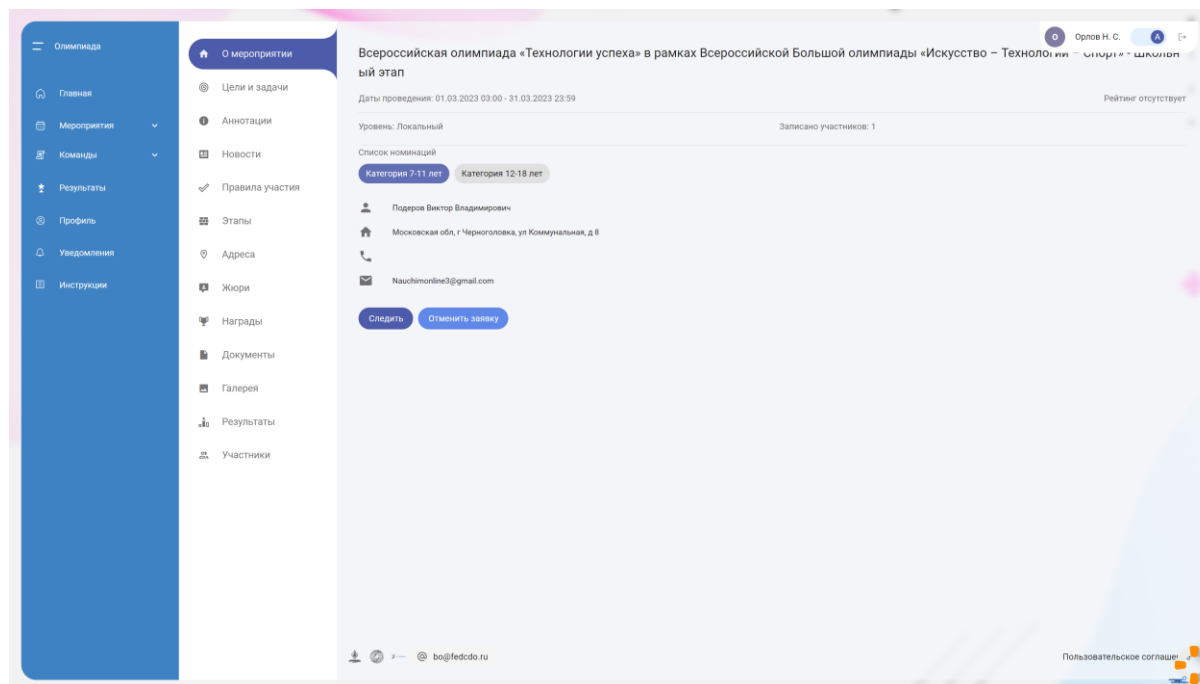 Олимпиада
Главная
Мероприятия
Команды
Результаты
Профиль
Уведомления
Инструкции
О мероприятии
Цели и задачи
Аннотации
Новости
Правила участия
Этапы
Адреса
Жюри
Награды
Документы
Галерея
Результаты
Участники
О Орлов Н. С. A
Всероссийская олимпиада «Технологии успеха» в рамках Всероссийской Большой олимпиады «Искусство – Технологии – Спорт» - Школьн
ый этап
Даты проведения: 01.03.2023 03:00 - 31.03.2023 23:59 Рейтинг отсутствует
Уровень: Локальный Записано участников: 1
Список номинаций
Категория 7-11 лет Категория 12-18 лет
Подеров Виктор Владимирович
Московская обл, г Черноголовка, ул Коммунальная, д 8
Nauchimonline3@gmail.com
Следить Отменить заявку
@ bo@fedcdo.ru Пользовательское